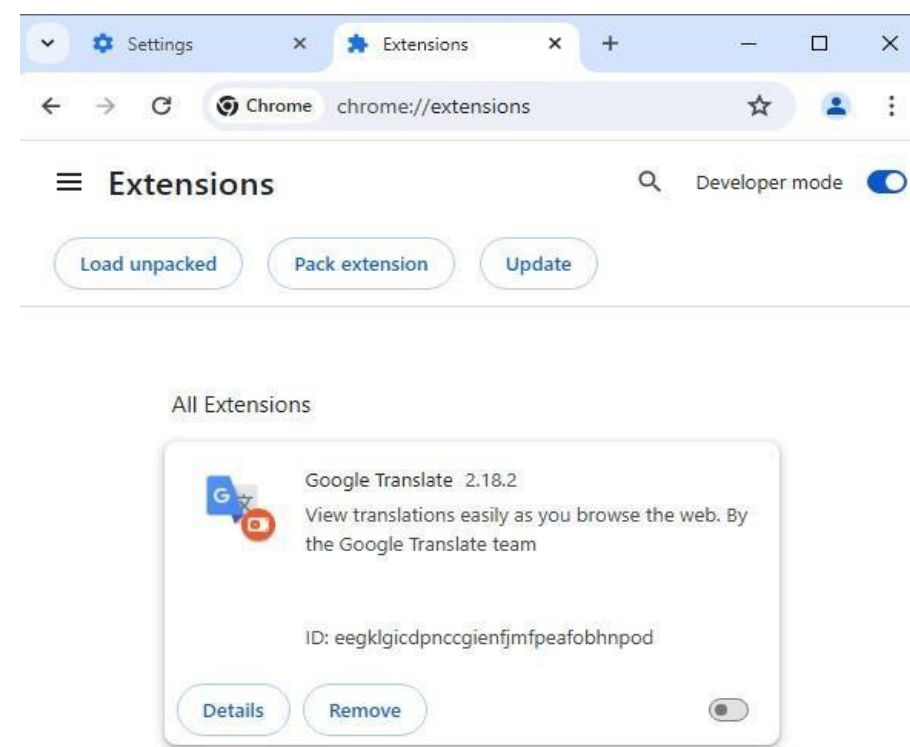 Settings
Extensions
Chrome chrome://extensions
Extensions
Developer mode
Load unpacked
Pack extension
Update
All Extensions
G 文
Google Translate 2.18.2
View translations easily as you browse the web. By
the Google Translate team
ID: eegklgicdpnccgienfjmfpeafobhnpod
Details
Remove